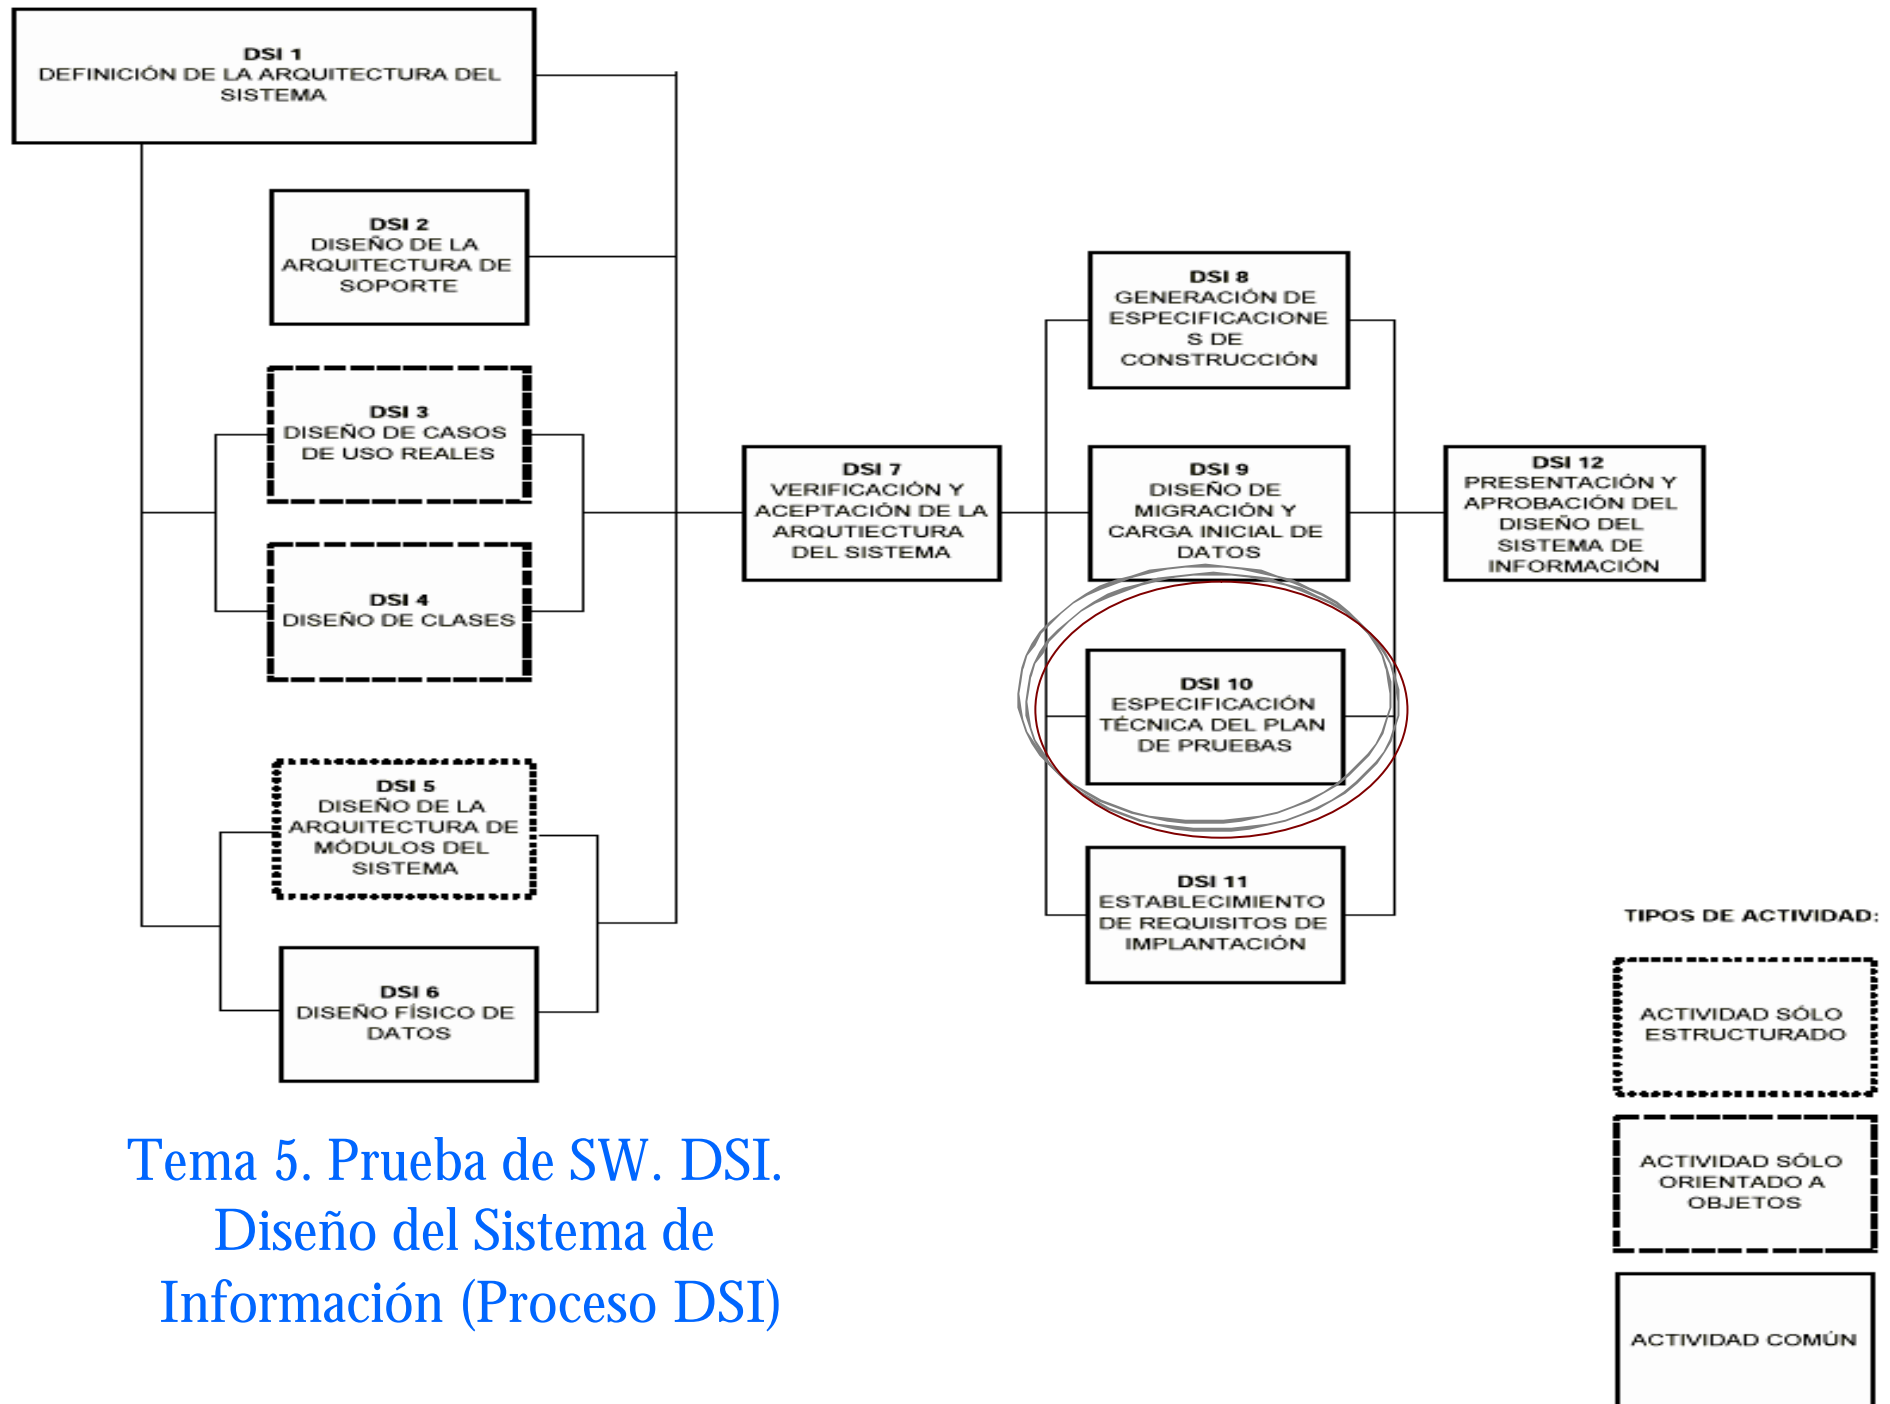 DSI 1
DEFINICIÓN DE LA ARQUITECTURA DEL
SISTEMA
DSI 2
DISEÑO DE LA
ARQUITECTURA DE
SOPORTE
DSI 3
DISEÑO DE CASOS
DE USO REALES
DSI 4
DISEÑO DE CLASES
DSI 5
DISEÑO DE LA
ARQUITECTURA DE
MÓDULOS DEL
SISTEMA
DSI 6
DISEÑO FÍSICO DE
DATOS
DSI 7
VERIFICACIÓN Y
ACEPTACIÓN DE LA
ARQUTIECTURA
DEL SISTEMA
DSI 8
GENERACIÓN DE
ESPECIFICACIONE
S DE
CONSTRUCCIÓN
DSI 9
DISEÑO DE
MIGRACIÓN Y
CARGA INICIAL DE
DATOS
DSI 10
ESPECIFICACIÓN
TÉCNICA DEL PLAN
DE PRUEBAS
DSI 11
ESTABLECIMIENTO
DE REQUISITOS DE
IMPLANTACIÓN
DSI 12
PRESENTACIÓN Y
APROBACIÓN DEL
DISEÑO DEL
SISTEMA DE
INFORMACIÓN
TIPOS DE ACTIVIDAD:
ACTIVIDAD SÓLO
ESTRUCTURADO
ACTIVIDAD SÓLO
ORIENTADO A
OBJETOS
ACTIVIDAD COMÚN
Tema 5. Prueba de SW. DSI.
Diseño del Sistema de
Información (Proceso DSI)